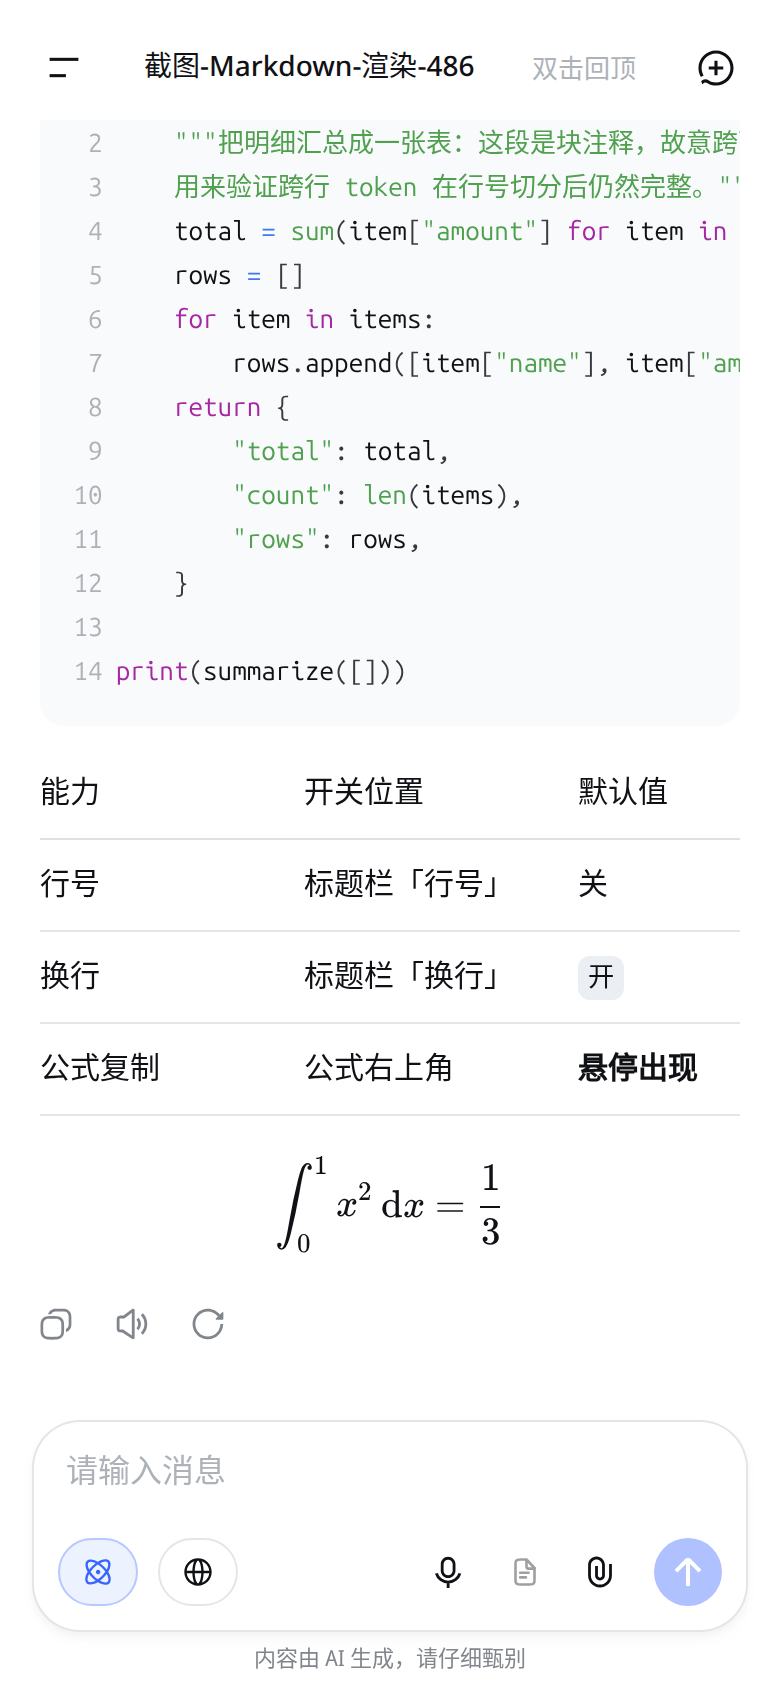 截图-Markdown-渲染-486 双击回顶
2 """把明细汇总成一张表：这段是块注释，故意跨
3 用来验证跨行 token 在行号切分后仍然完整。""
4 total = sum(item["amount"] for item in
5 rows = []
6 for item in items:
7 rows.append([item["name"], item["am
8 return {
9 "total": total,
10 "count": len(items),
11 "rows": rows,
12 }
13
14 print(summarize([]))
能力 开关位置 默认值
行号 标题栏「行号」 关
换行 标题栏「换行」 开
公式复制 公式右上角 悬停出现
∫₀¹ x² dx = 1/3
请输入消息
内容由 AI 生成，请仔细甄别